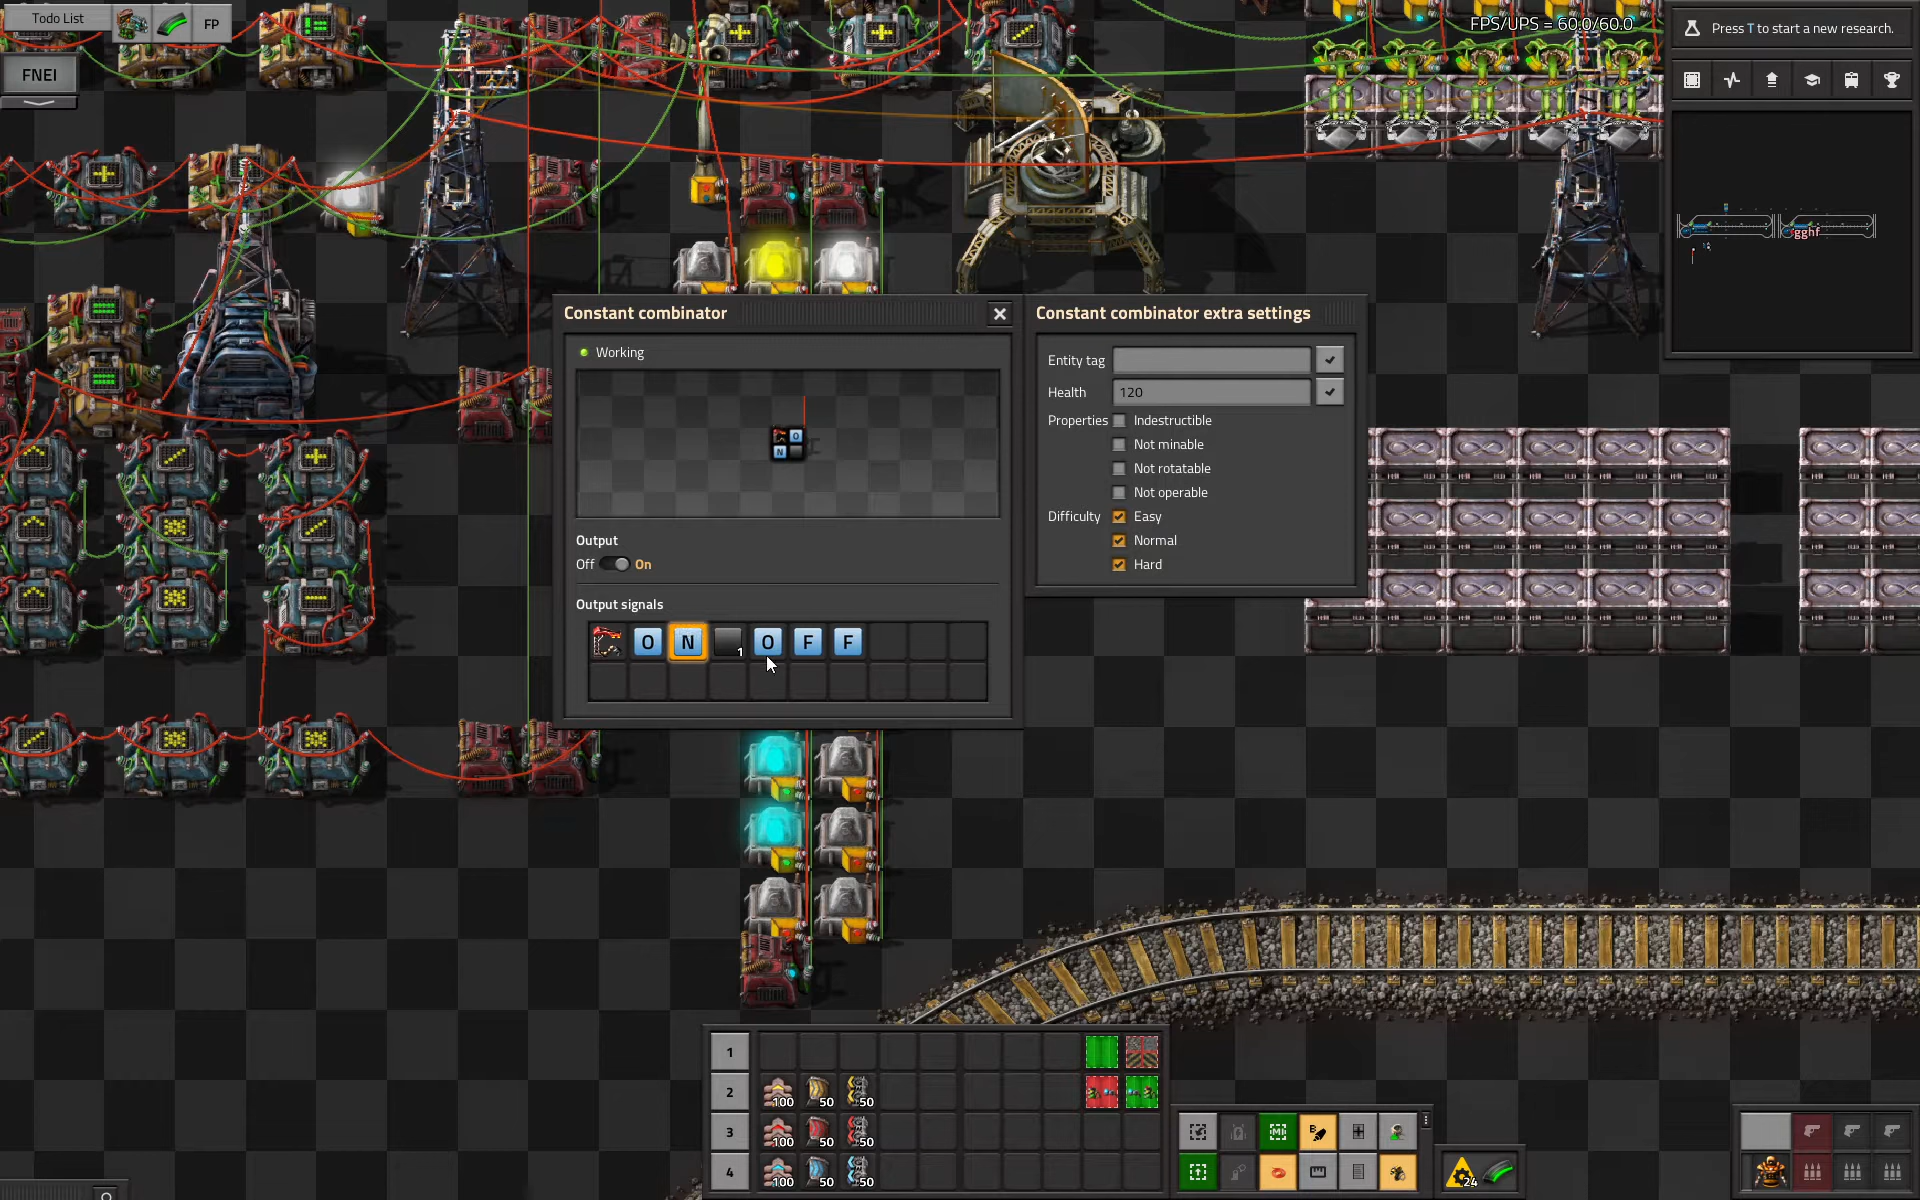 Todo List
FP
FPS/UPS = 60.0/60.0
Press T to start a new research.
FNEI
gghf
Constant combinator
Working
O
N
Output
Off On
Output signals
O N 1 O F F
Constant combinator extra settings
Entity tag
Health 120
Properties Indestructible
Not minable
Not rotatable
Not operable
Difficulty Easy
Normal
Hard
1
2 100 50 50
3 100 50 50
4 100 50 50
24